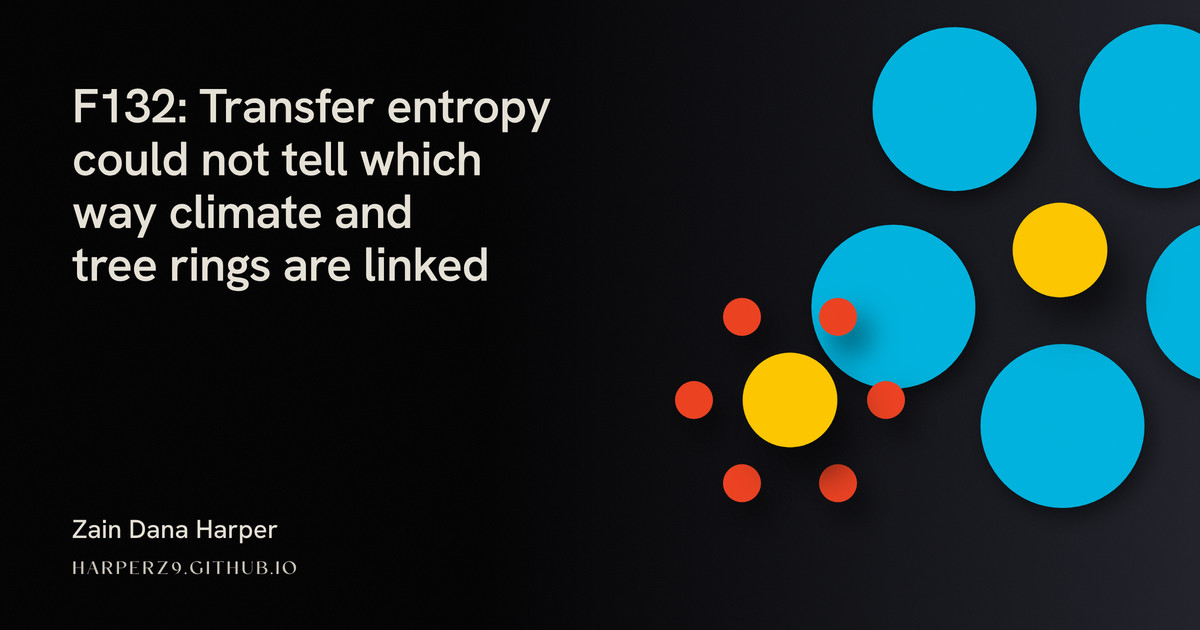 F132: Transfer entropy
could not tell which
way climate and
tree rings are linked
Zain Dana Harper
HARPERZ9.GITHUB.IO